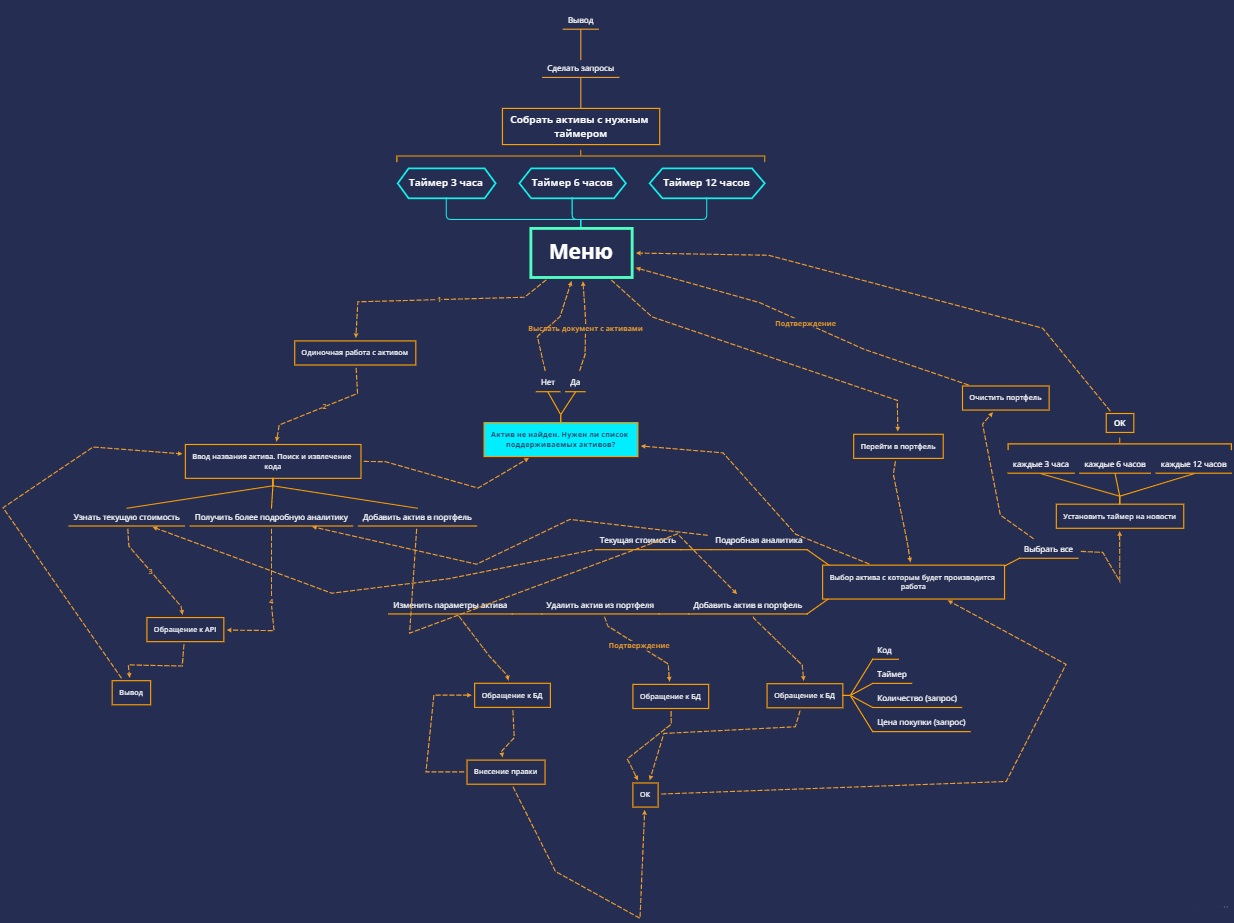 Вывод
Сделать запросы
Собрать активы с нужным
таймером
Таймер 3 часа
Таймер 6 часов
Таймер 12 часов
Меню
1
Выслать документ с активами
Подтверждение
Одиночная работа с активом
Нет
Да
2
Очистить портфель
ОК
Актив не найден. Нужен ли список
поддерживаемых активов?
Перейти в портфель
Ввод названия актива. Поиск и извлечение
кода
каждые 3 часа
каждые 6 часов
каждые 12 часов
Узнать текущую стоимость
Получить более подробную аналитику
Добавить актив в портфель
Установить таймер на новости
Текущая стоимость
Подробная аналитика
Выбрать все
3
Выбор актива с которым будет производится
работа
Изменить параметры актива
Удалить актив из портфеля
Добавить актив в портфель
Обращение к API
Подтверждение
Код
Таймер
Количество (запрос)
Цена покупки (запрос)
Вывод
Обращение к БД
Обращение к БД
Обращение к БД
Внесение правки
ОК